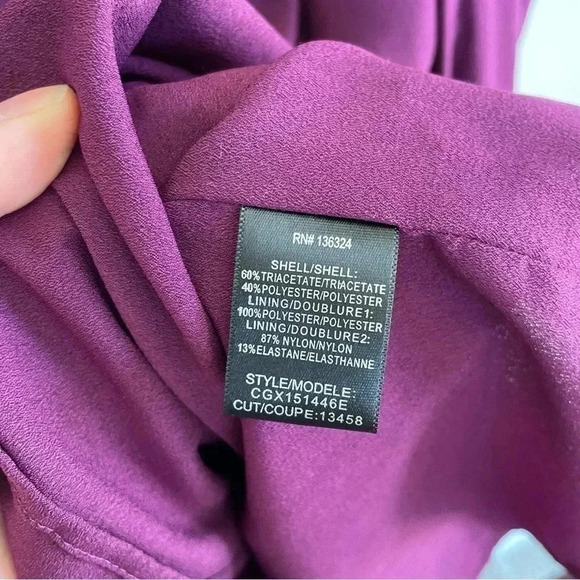 RN# 136324
SHELL/SHELL:
60%TRIACETATE/TRIACETATE
40%POLYESTER/POLYESTER
LINING/DOUBLURE1:
100%POLYESTER/POLYESTER
LINING/DOUBLURE2:
87% NYLON/NYLON
13%ELASTANE/ELASTHANNE
STYLE/MODELE:
CGX151446E
CUT/COUPE:13458